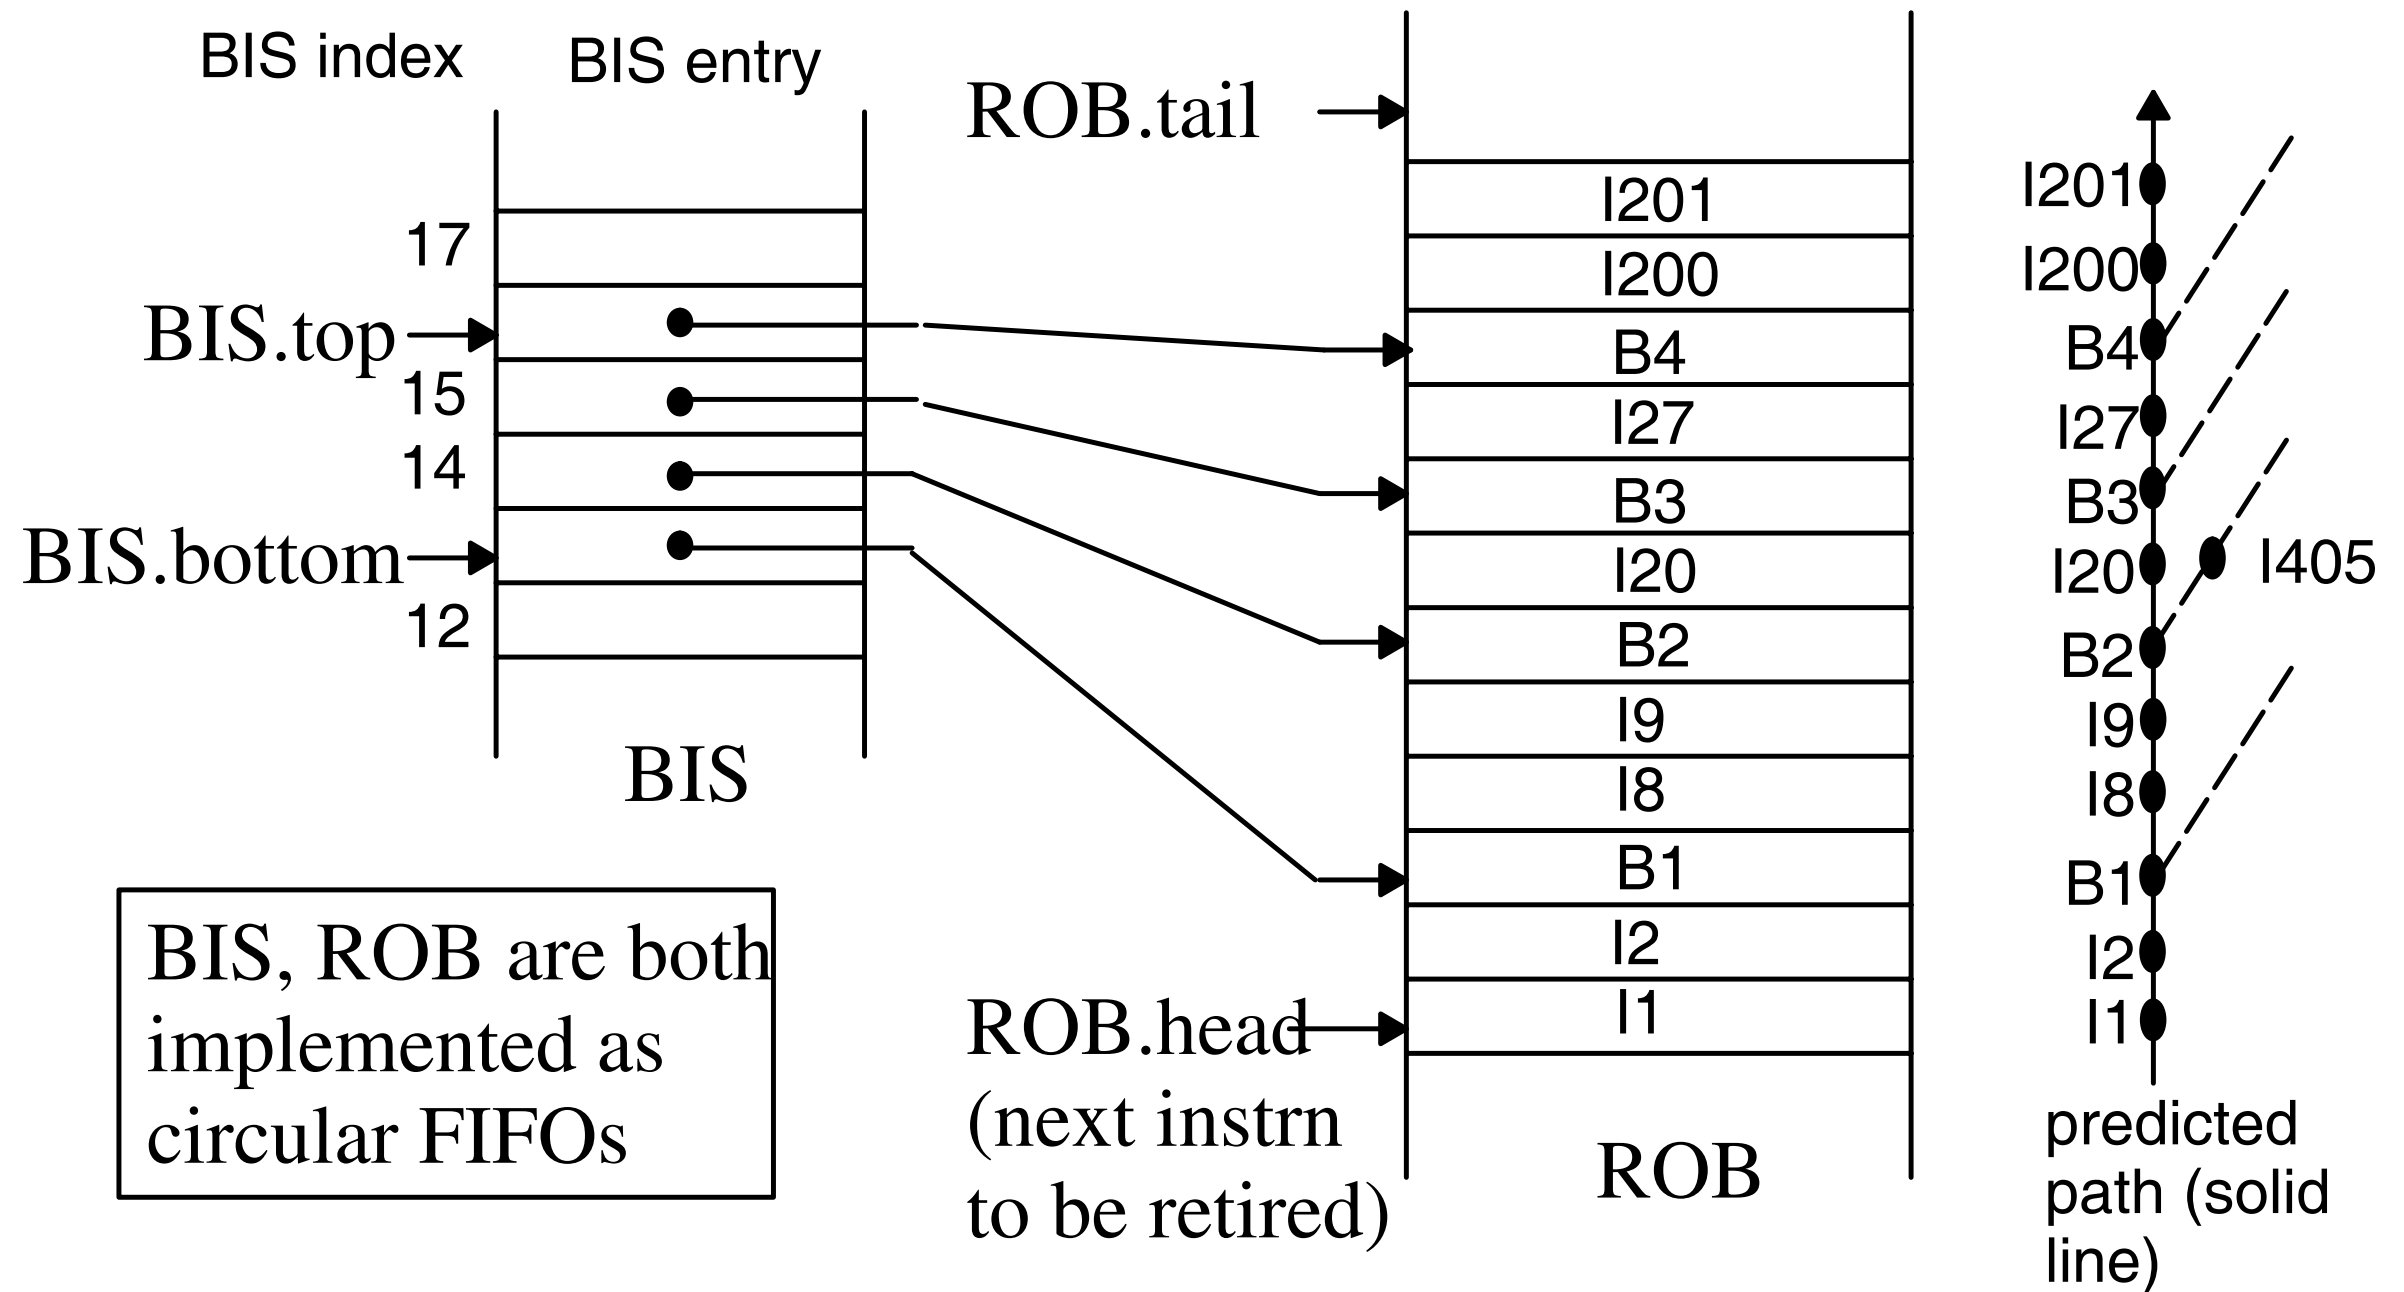 BIS index
BIS entry
17
BIS.top
15
14
BIS.bottom
12
BIS
BIS, ROB are both
implemented as
circular FIFOs
ROB.tail
ROB.head
(next instrn
to be retired)
I201
I200
B4
I27
B3
I20
B2
I9
I8
B1
I2
I1
ROB
I201
I200
B4
I27
B3
I20
I405
B2
I9
I8
B1
I2
I1
predicted
path (solid
line)